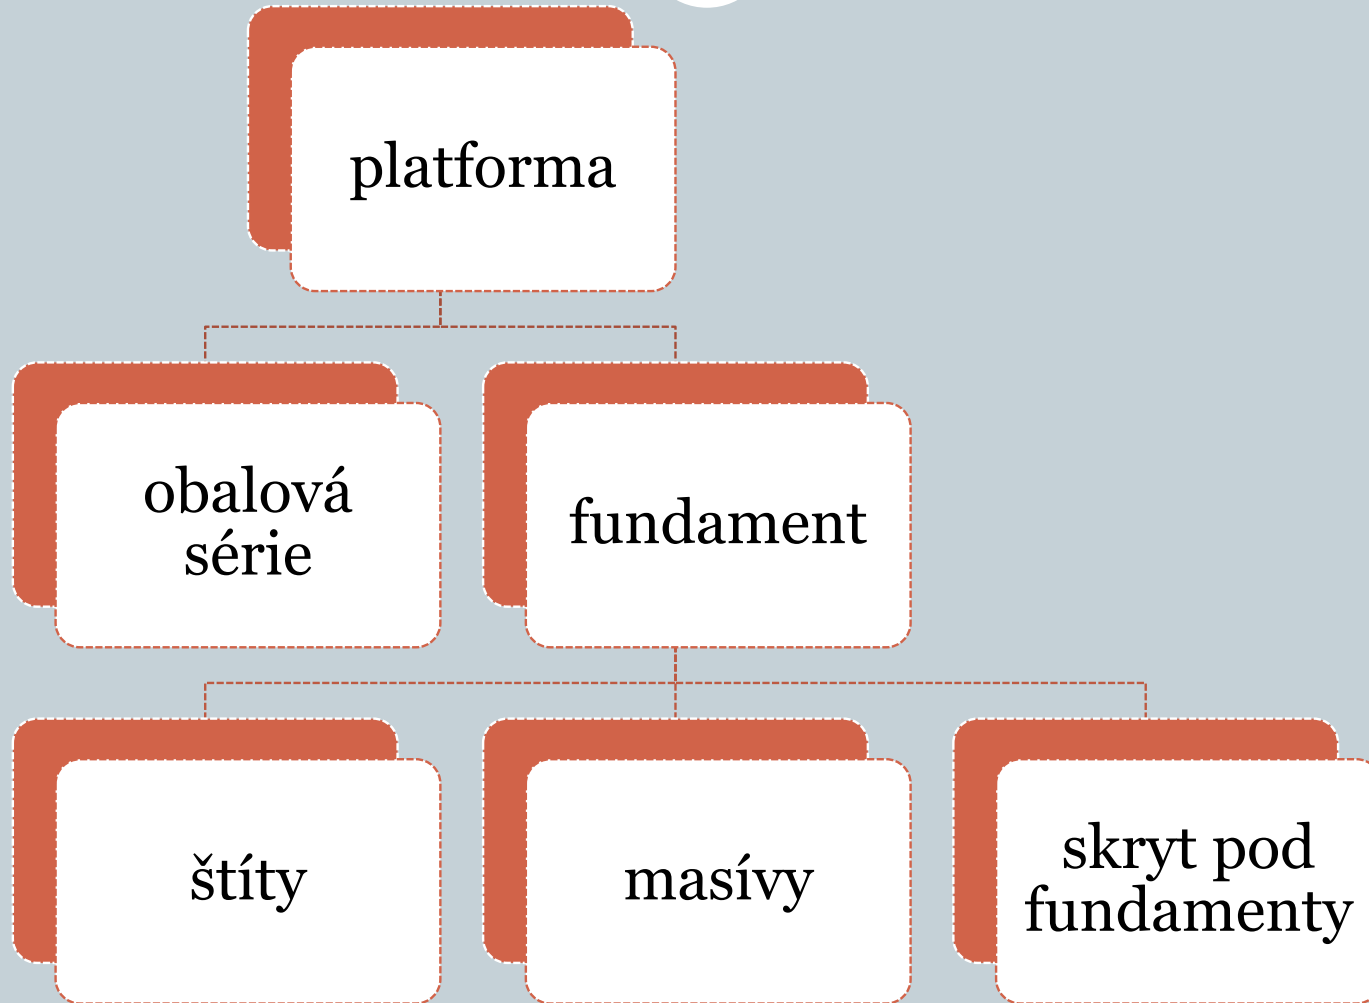 platforma
obalová
série
fundament
štíty
masívy
skryt pod
fundamenty